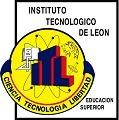 INSTITUTO
TECNOLOGICO
DE LEON
ITL
CIENCIA TECNOLOGIA LIBERTAD
EDUCACION
SUPERIOR